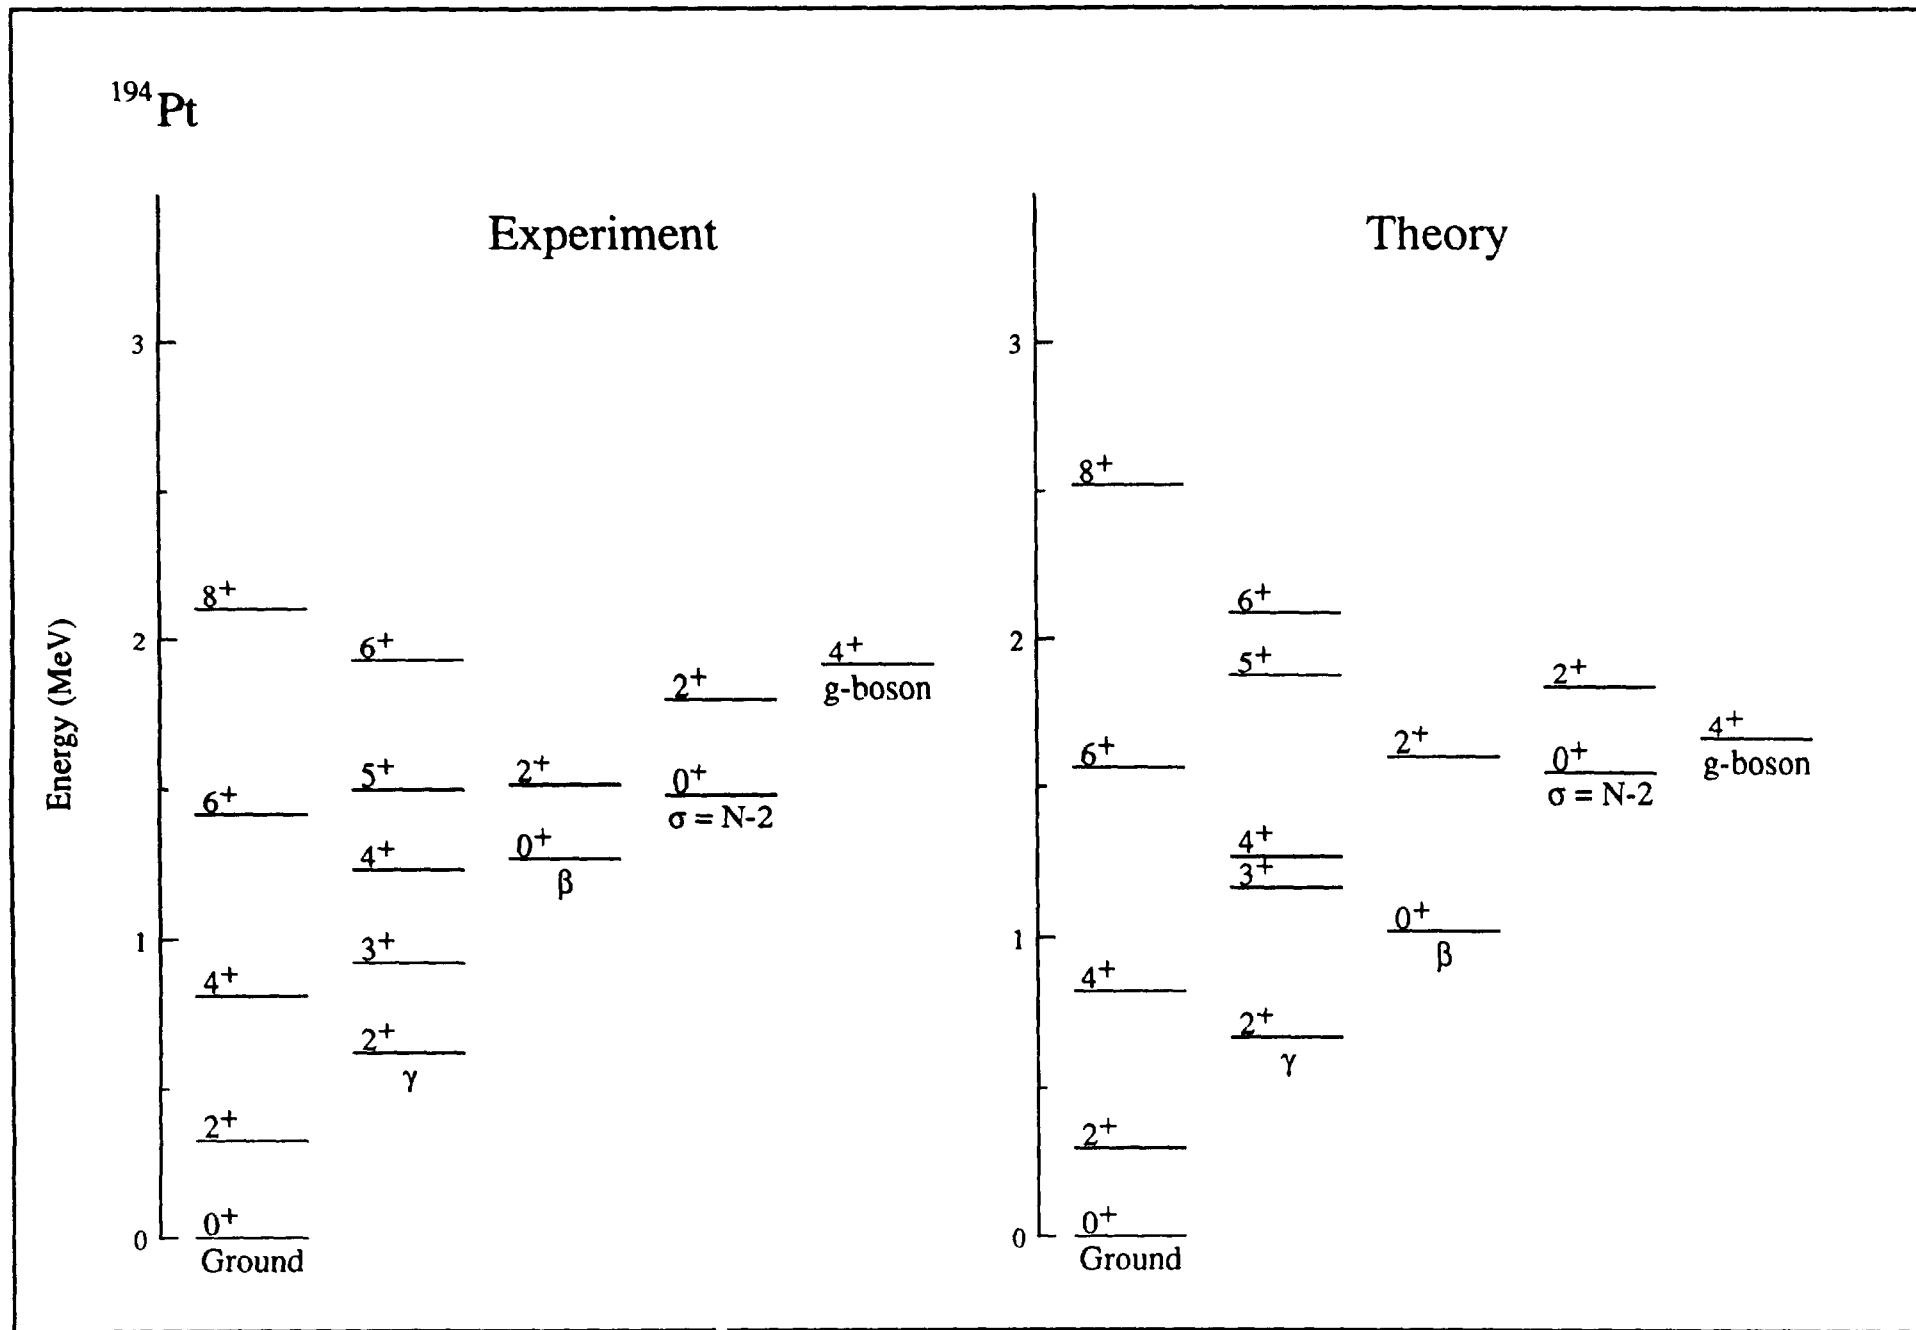 ¹⁹⁴Pt
Experiment
Energy (MeV)
3
2
1
0
8⁺
6⁺
4⁺
2⁺
0⁺
Ground
6⁺
5⁺
4⁺
3⁺
2⁺
γ
2⁺
0⁺
β
2⁺
0⁺
σ = N-2
4⁺
g-boson
Theory
3
2
1
0
8⁺
6⁺
4⁺
2⁺
0⁺
Ground
6⁺
5⁺
4⁺
3⁺
2⁺
γ
2⁺
0⁺
β
2⁺
0⁺
σ = N-2
4⁺
g-boson